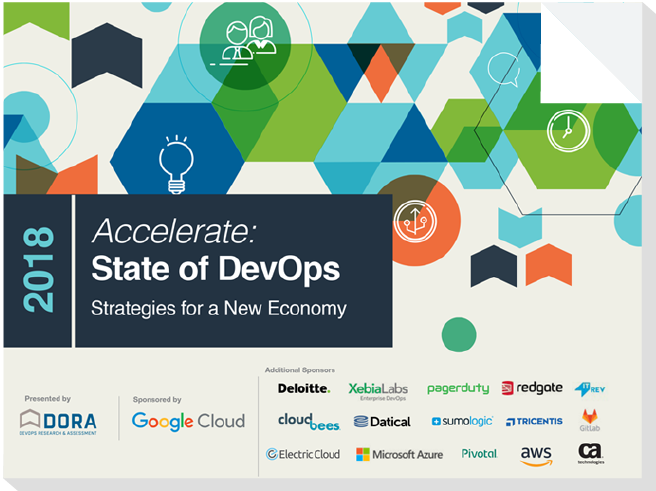 2018
Accelerate:
State of DevOps
Strategies for a New Economy
Presented by
DORA
DEVOPS RESEARCH & ASSESSMENT
Sponsored by
Google Cloud
Additional Sponsors
Deloitte.
XebiaLabs
Enterprise DevOps
pagerduty
redgate
REV
cloudbees
Datical
sumologic
TRICENTIS
GitLab
Electric Cloud
Microsoft Azure
Pivotal
aws
ca
technologies